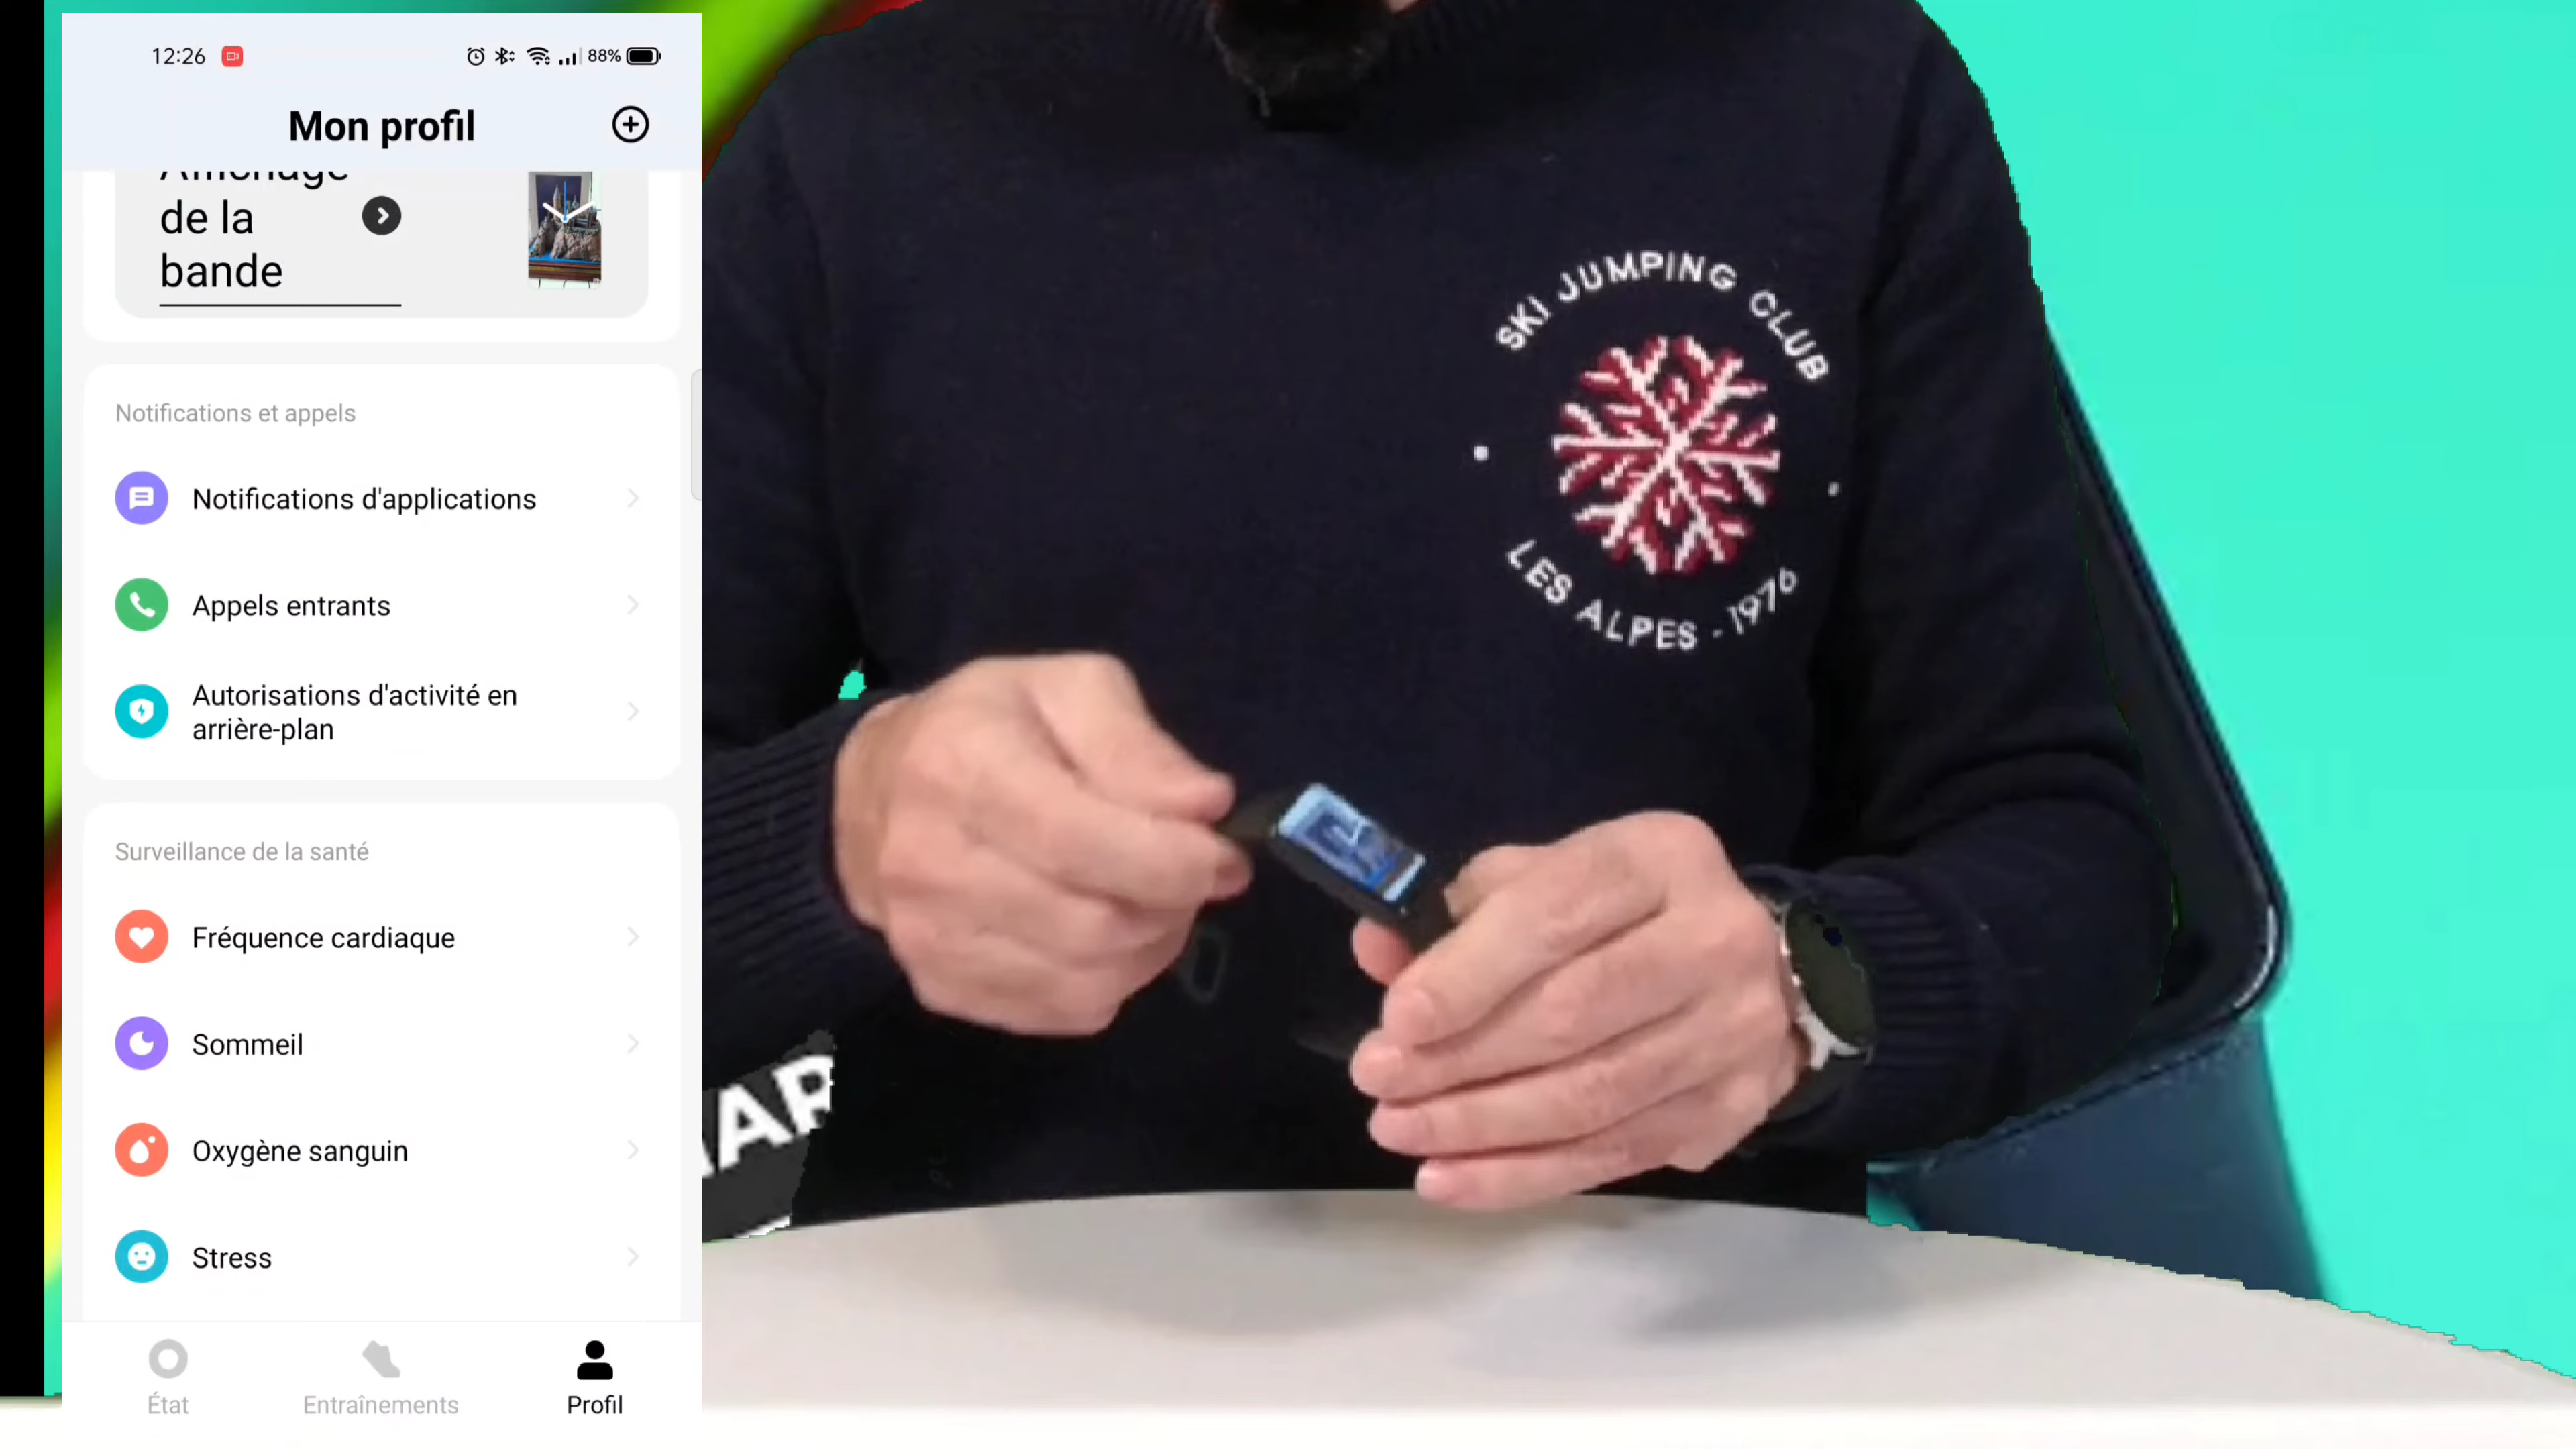 12:26
88%
Mon profil
Affichage
de la
bande
Notifications et appels
Notifications d'applications
Appels entrants
Autorisations d'activité en
arrière-plan
Surveillance de la santé
Fréquence cardiaque
Sommeil
Oxygène sanguin
Stress
État
Entraînements
Profil
SKI JUMPING CLUB
LES ALPES - 1976